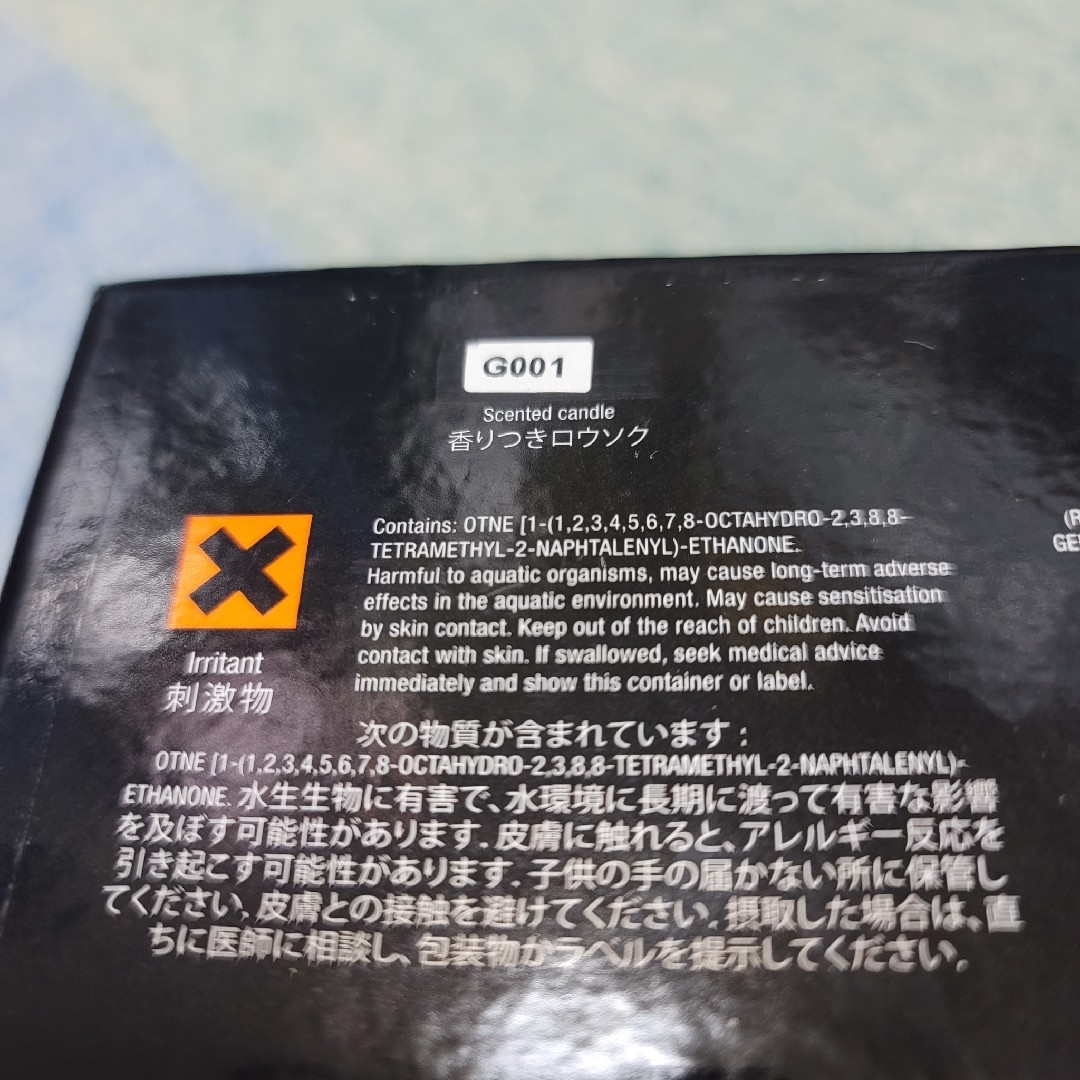 G001
Scented candle
香りつきロウソク
Contains: OTNE [1-(1,2,3,4,5,6,7,8-OCTAHYDRO-2,3,8,8-
TETRAMETHYL-2-NAPHTALENYL)-ETHANONE.
Harmful to aquatic organisms, may cause long-term adverse
effects in the aquatic environment. May cause sensitisation
by skin contact. Keep out of the reach of children. Avoid
contact with skin. If swallowed, seek medical advice
immediately and show this container or label.
Irritant
刺激物
次の物質が含まれています :
OTNE [1-(1,2,3,4,5,6,7,8-OCTAHYDRO-2,3,8,8-TETRAMETHYL-2-NAPHTALENYL)-
ETHANONE. 水生生物に有害で、水環境に長期に渡って有害な影響
を及ぼす可能性があります. 皮膚に触れると、アレルギー反応を
引き起こす可能性があります. 子供の手の届かない所に保管し
てください. 皮膚との接触を避けてください. 摂取した場合は、直
ちに医師に相談し、包装物かラベルを提示してください.